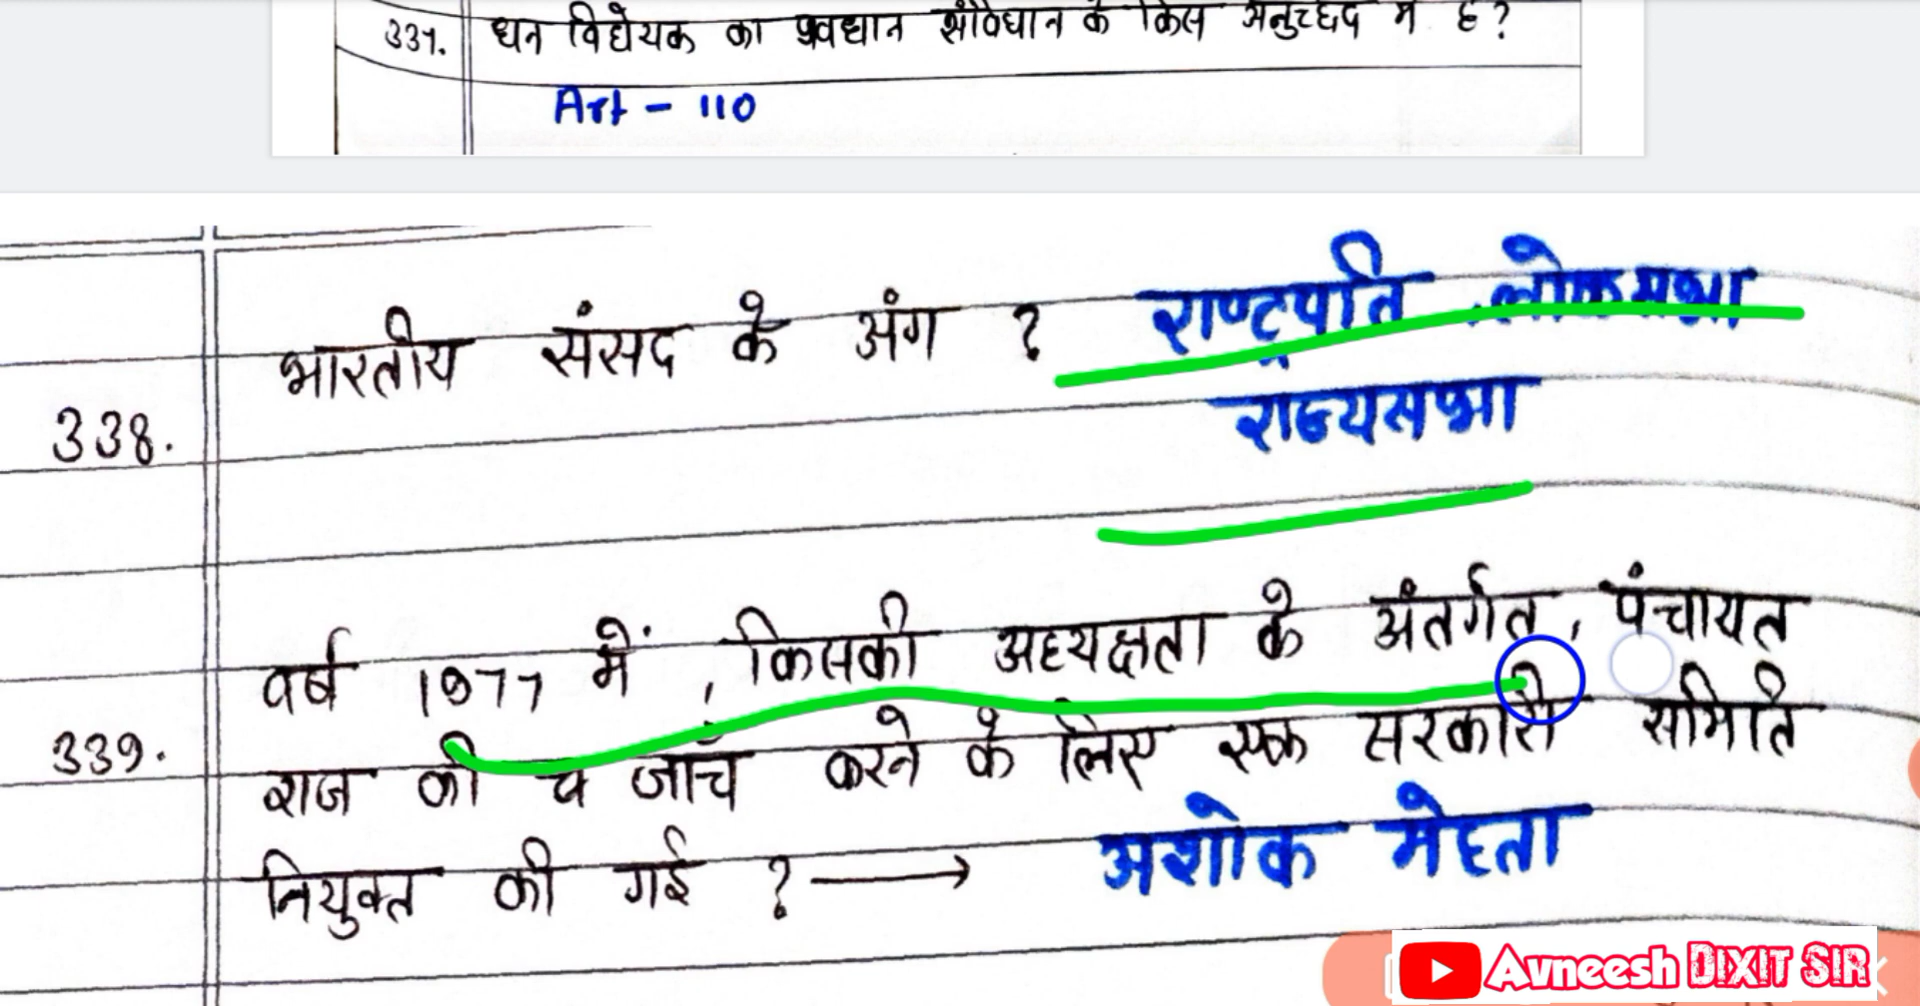 337. धन विधेयक का प्रवधान संविधान के किस अनुच्छेद में है?
Art - 110
भारतीय संसद के अंग ? राष्ट्रपति, लोकसभा
338. राज्यसभा
वर्ष 1977 में, किसकी अध्यक्षता के अंतर्गत, पंचायत
339. राज की व जाँच करने के लिए एक सरकारी समिति
नियुक्त की गई ? → अशोक मेहता
Avneesh DIXIT SIR